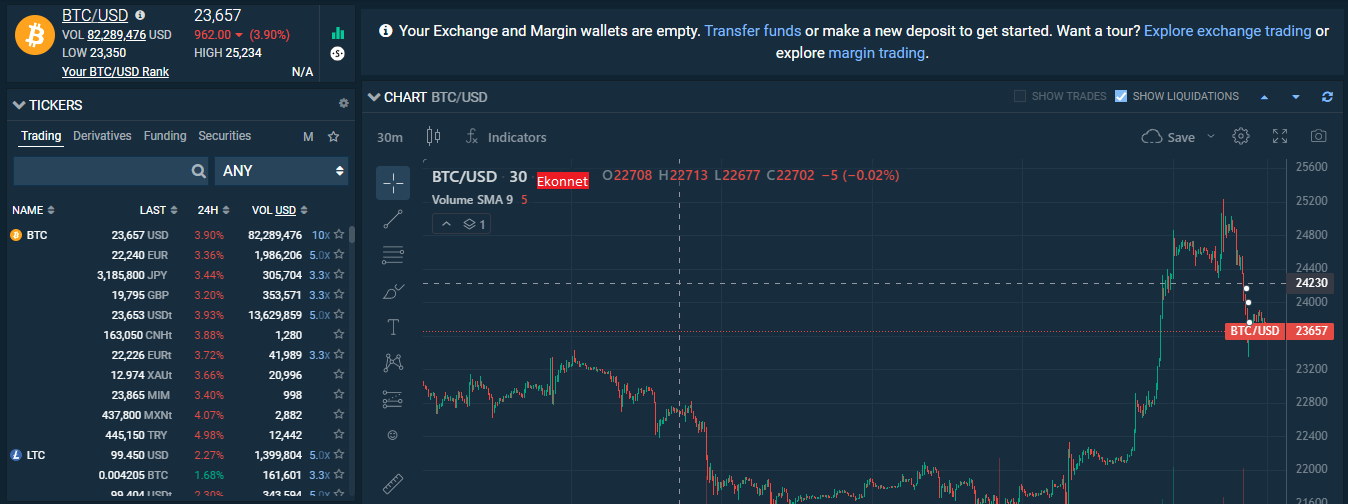 BTC/USD
23,657
VOL 82,289,476 USD
962.00 (3.90%)
LOW 23,350
HIGH 25,234
Your BTC/USD Rank
N/A
Your Exchange and Margin wallets are empty. Transfer funds or make a new deposit to get started. Want a tour? Explore exchange trading or
explore margin trading.
TICKERS
Trading Derivatives Funding Securities M
ANY
NAME LAST 24H VOL USD
BTC 23,657 USD 3.90% 82,289,476 10x
22,240 EUR 3.36% 1,986,206 5.0x
3,185,800 JPY 3.44% 305,704 3.3x
19,795 GBP 3.20% 353,571 3.3x
23,653 USDt 3.93% 13,629,859 5.0x
163,050 CNHt 3.88% 1,280
22,226 EURt 3.72% 41,989 3.3x
12.974 XAUt 3.66% 20,996
23,865 MIM 3.40% 998
437,800 MXNt 4.07% 2,882
445,150 TRY 4.98% 12,442
LTC 99.450 USD 2.27% 1,399,804 5.0x
0.004205 BTC 1.68% 161,601 3.3x
99.404 USDt 2.30% 343,594 5.0x
CHART BTC/USD
SHOW TRADES SHOW LIQUIDATIONS
30m Indicators Save
BTC/USD 30 Ekonnet O22708 H22713 L22677 C22702 −5 (−0.02%)
Volume SMA 9 5
1
T
25600
25200
24800
24400
24230
24000
BTC/USD 23657
23200
22800
22400
22000
21600